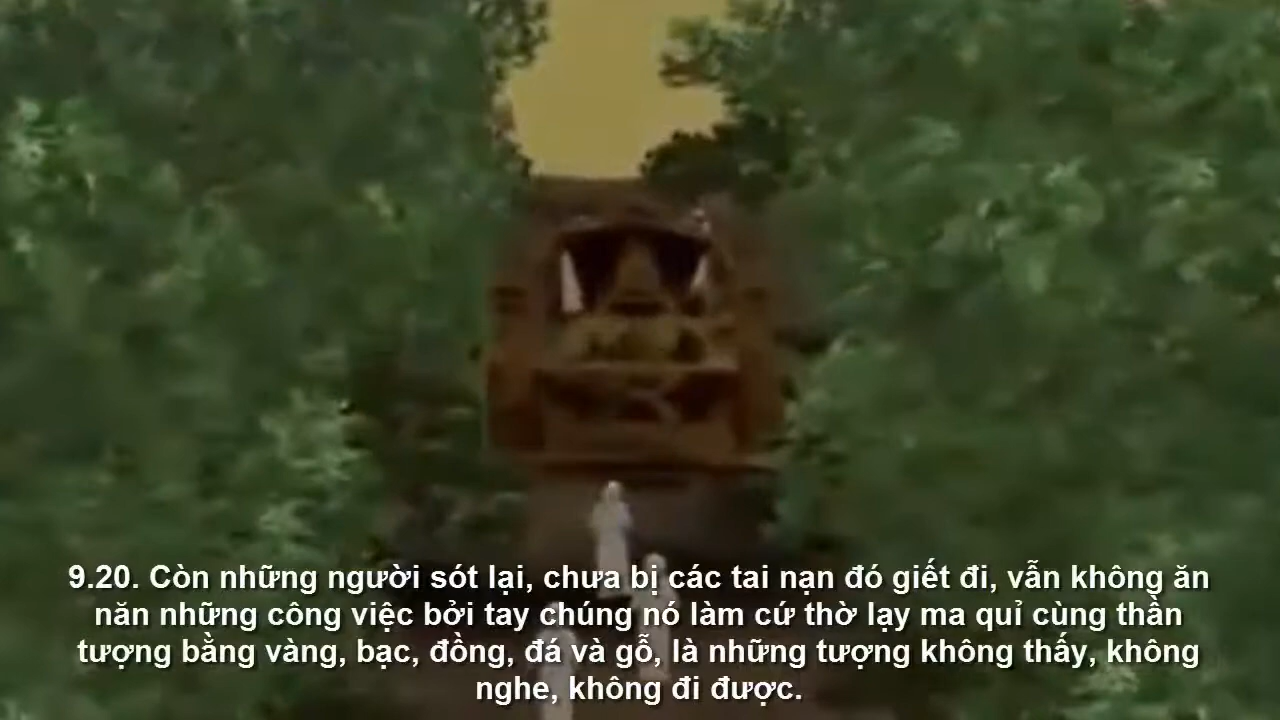 9.20. Còn những người sót lại, chưa bị các tai nạn đó giết đi, vẫn không ăn
năn những công việc bởi tay chúng nó làm cứ thờ lạy ma quỉ cùng thần
tượng bằng vàng, bạc, đồng, đá và gỗ, là những tượng không thấy, không
nghe, không đi được.